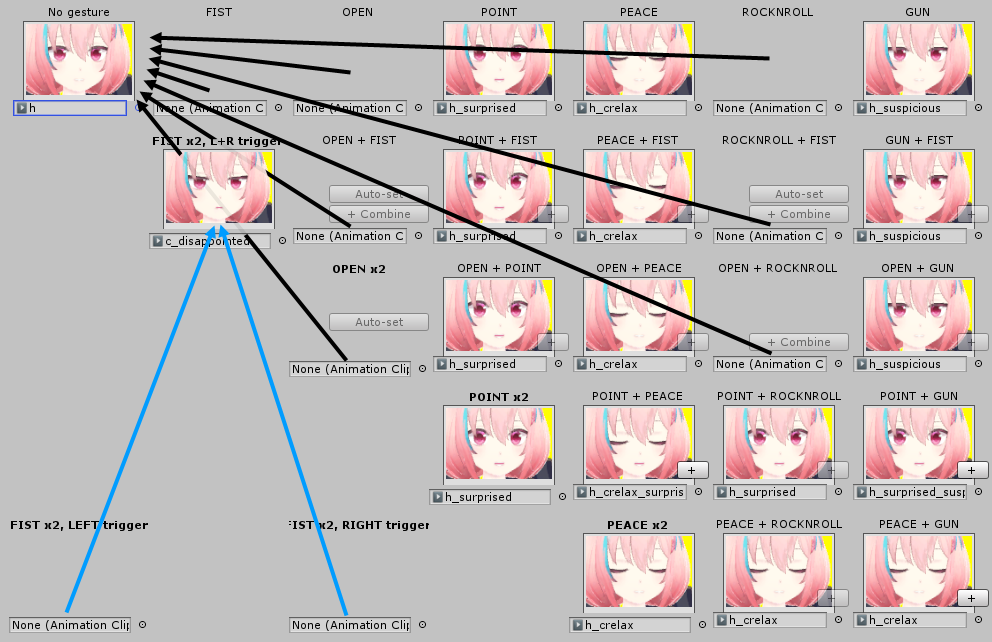 No gesture
FIST
OPEN
POINT
PEACE
ROCKNROLL
GUN
h
None (Animation C
None (Animation C
h_surprised
h_crelax
None (Animation C
h_suspicious
FIST x2, L+R trigger
OPEN + FIST
POINT + FIST
PEACE + FIST
ROCKNROLL + FIST
GUN + FIST
Auto-set
+ Combine
+
+
Auto-set
+ Combine
+
c_disappointed
None (Animation C
h_surprised
h_crelax
None (Animation C
h_suspicious
OPEN x2
OPEN + POINT
OPEN + PEACE
OPEN + ROCKNROLL
OPEN + GUN
Auto-set
+
+
+ Combine
+
None (Animation Clip
h_surprised
h_crelax
None (Animation C
h_suspicious
POINT x2
POINT + PEACE
POINT + ROCKNROLL
POINT + GUN
+
+
+
h_surprised
h_crelax_surpris
h_surprised
h_surprised_susp
FIST x2, LEFT trigger
FIST x2, RIGHT trigger
PEACE x2
PEACE + ROCKNROLL
PEACE + GUN
+
+
None (Animation Clip
None (Animation Clip
h_crelax
h_crelax
h_crelax